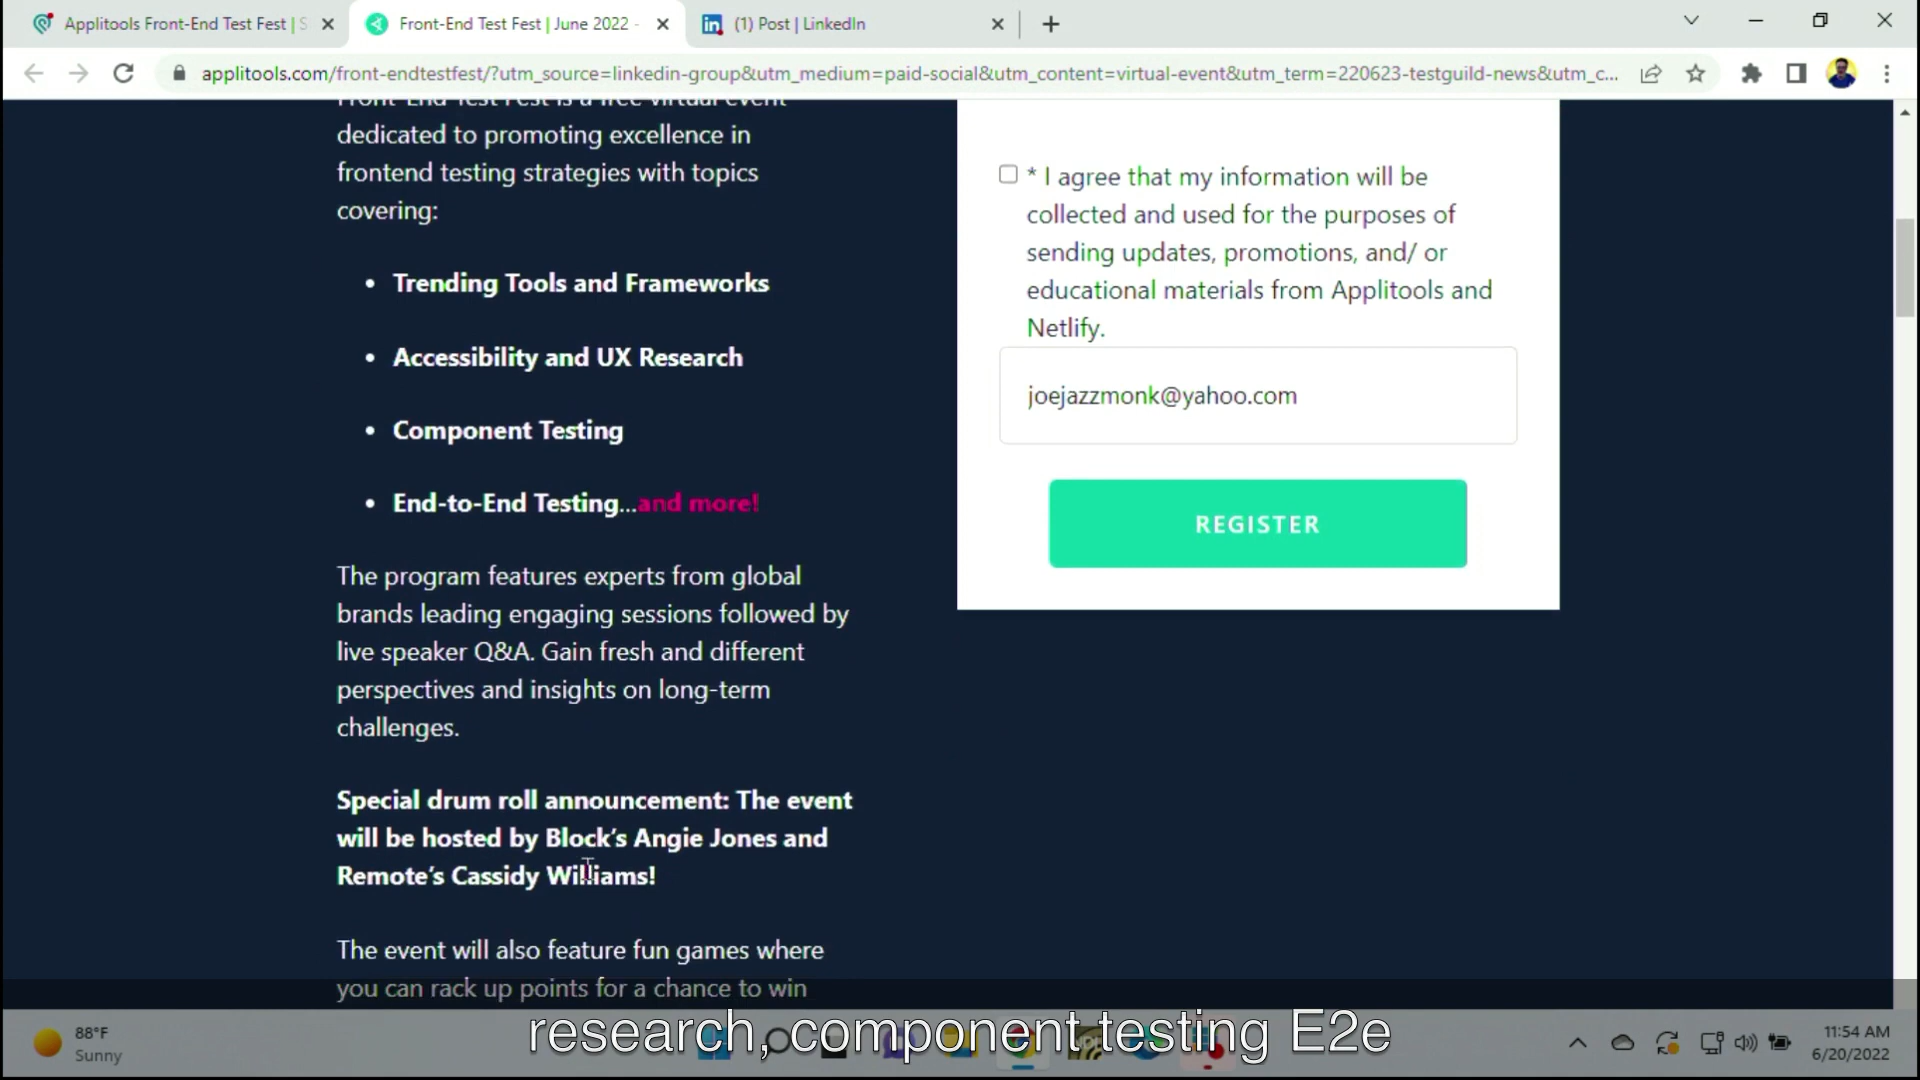 Applitools Front-End Test Fest | S
Front-End Test Fest | June 2022 -
(1) Post | LinkedIn
applitools.com/front-endtestfest/?utm_source=linkedin-group&utm_medium=paid-social&utm_content=virtual-event&utm_term=220623-testguild-news&utm_c...
Front-End Test Fest is a free virtual event
dedicated to promoting excellence in
frontend testing strategies with topics
covering:
• Trending Tools and Frameworks
• Accessibility and UX Research
• Component Testing
• End-to-End Testing...and more!
The program features experts from global
brands leading engaging sessions followed by
live speaker Q&A. Gain fresh and different
perspectives and insights on long-term
challenges.
Special drum roll announcement: The event
will be hosted by Block’s Angie Jones and
Remote’s Cassidy Williams!
The event will also feature fun games where
you can rack up points for a chance to win
* I agree that my information will be
collected and used for the purposes of
sending updates, promotions, and/ or
educational materials from Applitools and
Netlify.
joejazzmonk@yahoo.com
REGISTER
research, component testing E2e
88°F
Sunny
11:54 AM
6/20/2022